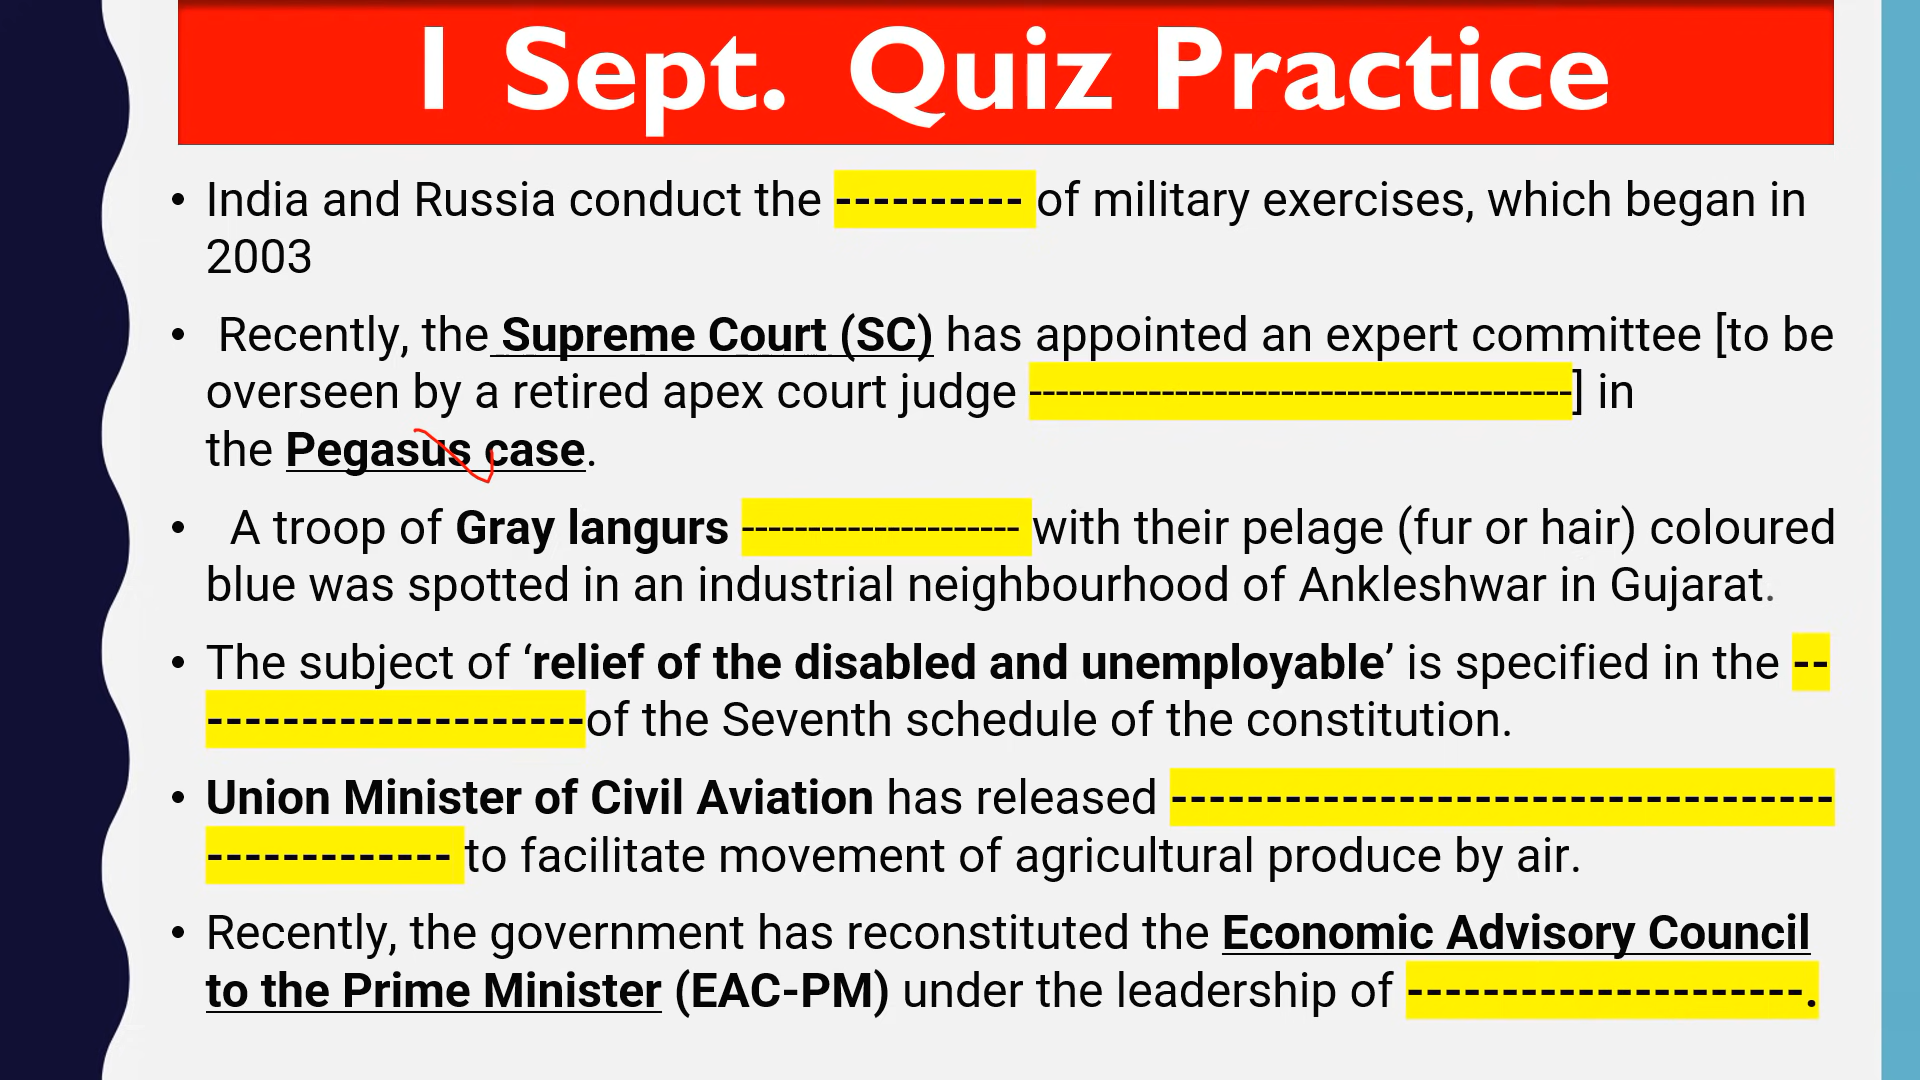 1 Sept. Quiz Practice
• India and Russia conduct the ---------- of military exercises, which began in
2003
• Recently, the Supreme Court (SC) has appointed an expert committee [to be
overseen by a retired apex court judge ------------------------------------------] in
the Pegasus case.
• A troop of Gray langurs --------------------- with their pelage (fur or hair) coloured
blue was spotted in an industrial neighbourhood of Ankleshwar in Gujarat.
• The subject of ‘relief of the disabled and unemployable’ is specified in the --
--------------------of the Seventh schedule of the constitution.
• Union Minister of Civil Aviation has released -----------------------------------
------------- to facilitate movement of agricultural produce by air.
• Recently, the government has reconstituted the Economic Advisory Council
to the Prime Minister (EAC-PM) under the leadership of ---------------------.